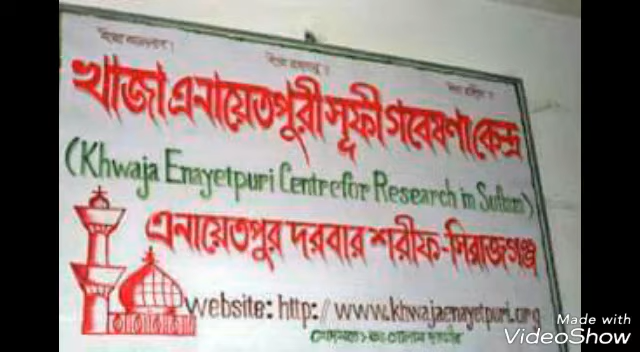 খাজা এনায়েতপুরী সূফী গবেষণা কেন্দ্র
(Khwaja Enayetpuri Centre for Research in Sufism)
এনায়েতপুর দরবার শরীফ-সিরাজগঞ্জ
website: http://www.khwajaenayetpuri.org
Made with
VideoShow